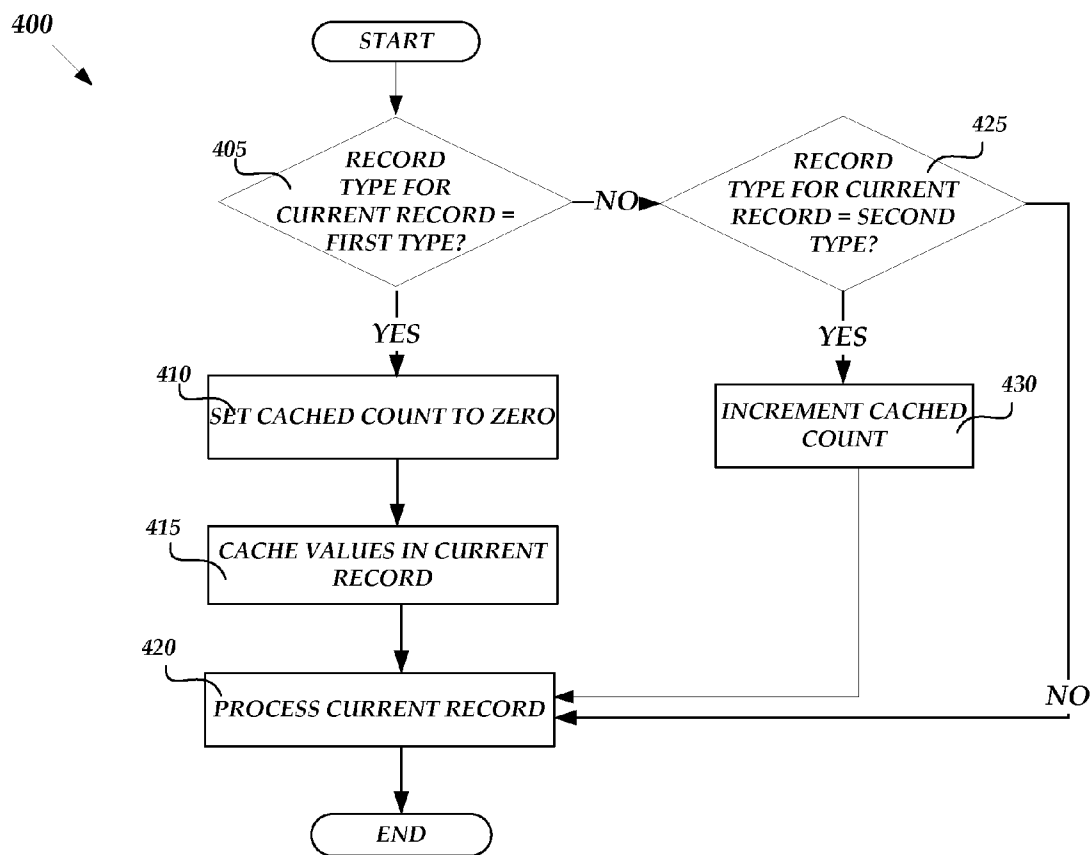 400
START
405
RECORD
TYPE FOR
CURRENT RECORD =
FIRST TYPE?
NO
425
RECORD
TYPE FOR CURRENT
RECORD = SECOND
TYPE?
YES
YES
410
SET CACHED COUNT TO ZERO
430
INCREMENT CACHED
COUNT
415
CACHE VALUES IN CURRENT
RECORD
420
PROCESS CURRENT RECORD
NO
END